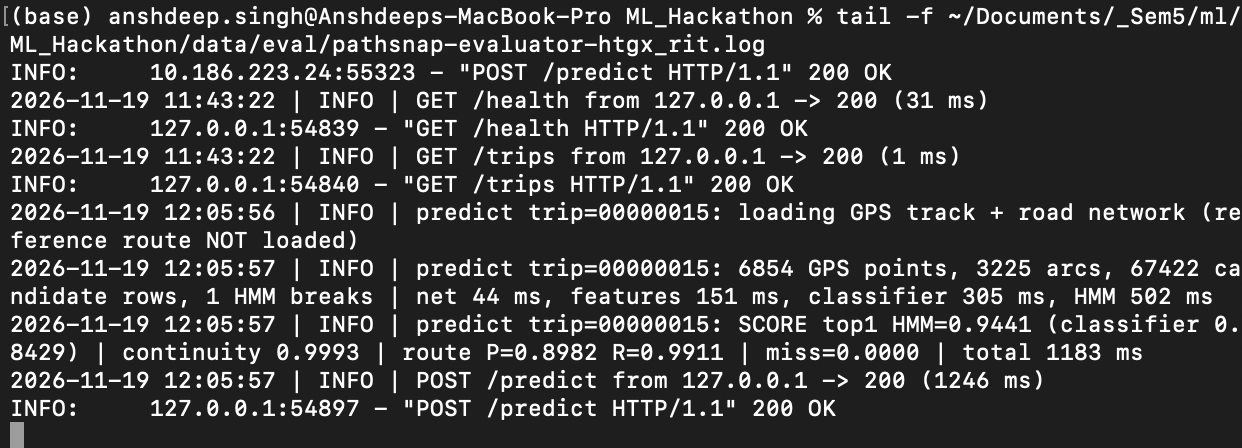 [(base) anshdeep.singh@Anshdeeps-MacBook-Pro ML_Hackathon % tail -f ~/Documents/_Sem5/ml/
ML_Hackathon/data/eval/pathsnap-evaluator-htgx_rit.log
INFO:     10.186.223.24:55323 - "POST /predict HTTP/1.1" 200 OK
2026-11-19 11:43:22 | INFO | GET /health from 127.0.0.1 -> 200 (31 ms)
INFO:     127.0.0.1:54839 - "GET /health HTTP/1.1" 200 OK
2026-11-19 11:43:22 | INFO | GET /trips from 127.0.0.1 -> 200 (1 ms)
INFO:     127.0.0.1:54840 - "GET /trips HTTP/1.1" 200 OK
2026-11-19 12:05:56 | INFO | predict trip=00000015: loading GPS track + road network (re
ference route NOT loaded)
2026-11-19 12:05:57 | INFO | predict trip=00000015: 6854 GPS points, 3225 arcs, 67422 ca
ndidate rows, 1 HMM breaks | net 44 ms, features 151 ms, classifier 305 ms, HMM 502 ms
2026-11-19 12:05:57 | INFO | predict trip=00000015: SCORE top1 HMM=0.9441 (classifier 0.
8429) | continuity 0.9993 | route P=0.8982 R=0.9911 | miss=0.0000 | total 1183 ms
2026-11-19 12:05:57 | INFO | POST /predict from 127.0.0.1 -> 200 (1246 ms)
INFO:     127.0.0.1:54897 - "POST /predict HTTP/1.1" 200 OK